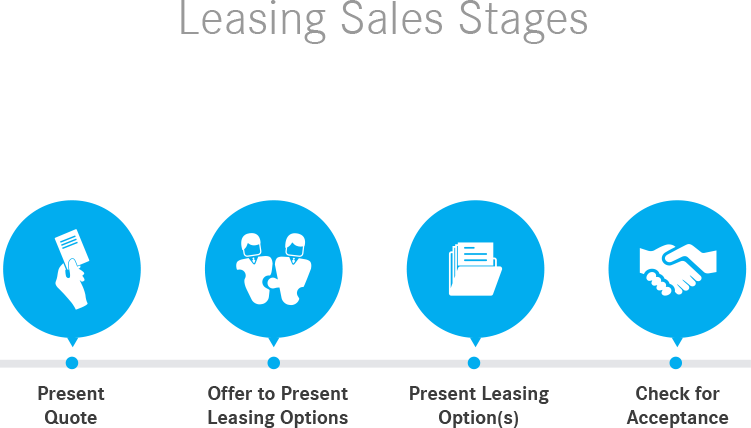 Leasing Sales Stages
Present
Quote
Offer to Present
Leasing Options
Present Leasing
Option(s)
Check for
Acceptance